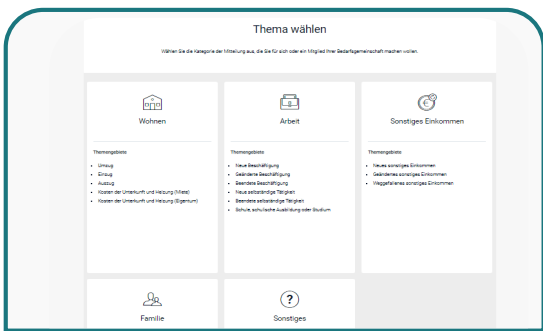 Thema wählen
Wählen Sie die Kategorie der Mitteilung aus, die Sie für sich oder ein Mitglied Ihrer Bedarfsgemeinschaft machen wollen.
Wohnen
Themengebiete
Umzug
Einzug
Auszug
Kosten der Unterkunft und Heizung (Miete)
Kosten der Unterkunft und Heizung (Eigentum)
Arbeit
Themengebiete
Neue Beschäftigung
Geänderte Beschäftigung
Beendete Beschäftigung
Neue selbständige Tätigkeit
Beendete selbständige Tätigkeit
Schule, schulische Ausbildung oder Studium
Sonstiges Einkommen
Themengebiete
Neues sonstiges Einkommen
Geändertes sonstiges Einkommen
Weggefallenes sonstiges Einkommen
Familie
Sonstiges